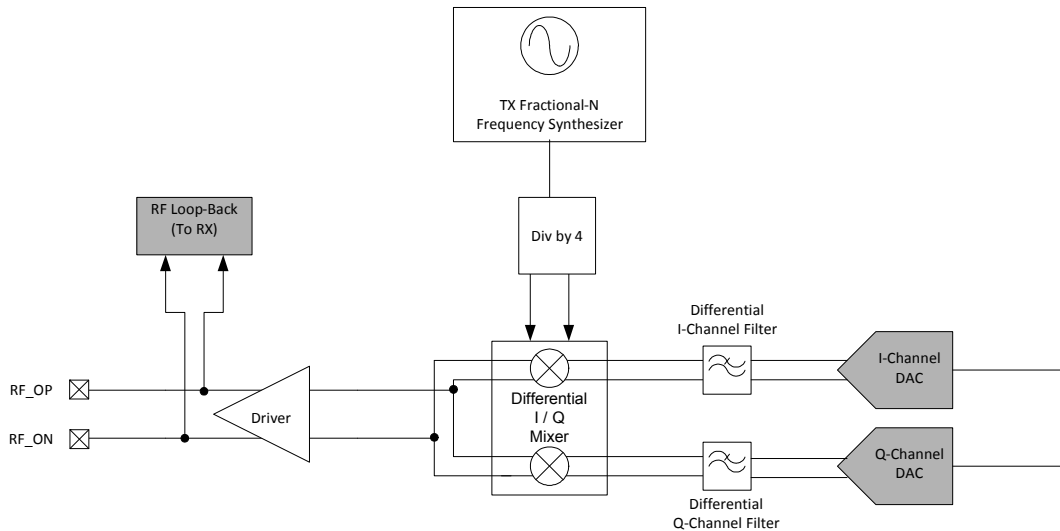 TX Fractional-N
Frequency Synthesizer
RF Loop-Back
(To RX)
Div by 4
Differential
I-Channel Filter
I-Channel
DAC
RF_OP
Driver
Differential
I / Q
Mixer
RF_ON
Q-Channel
DAC
Differential
Q-Channel Filter